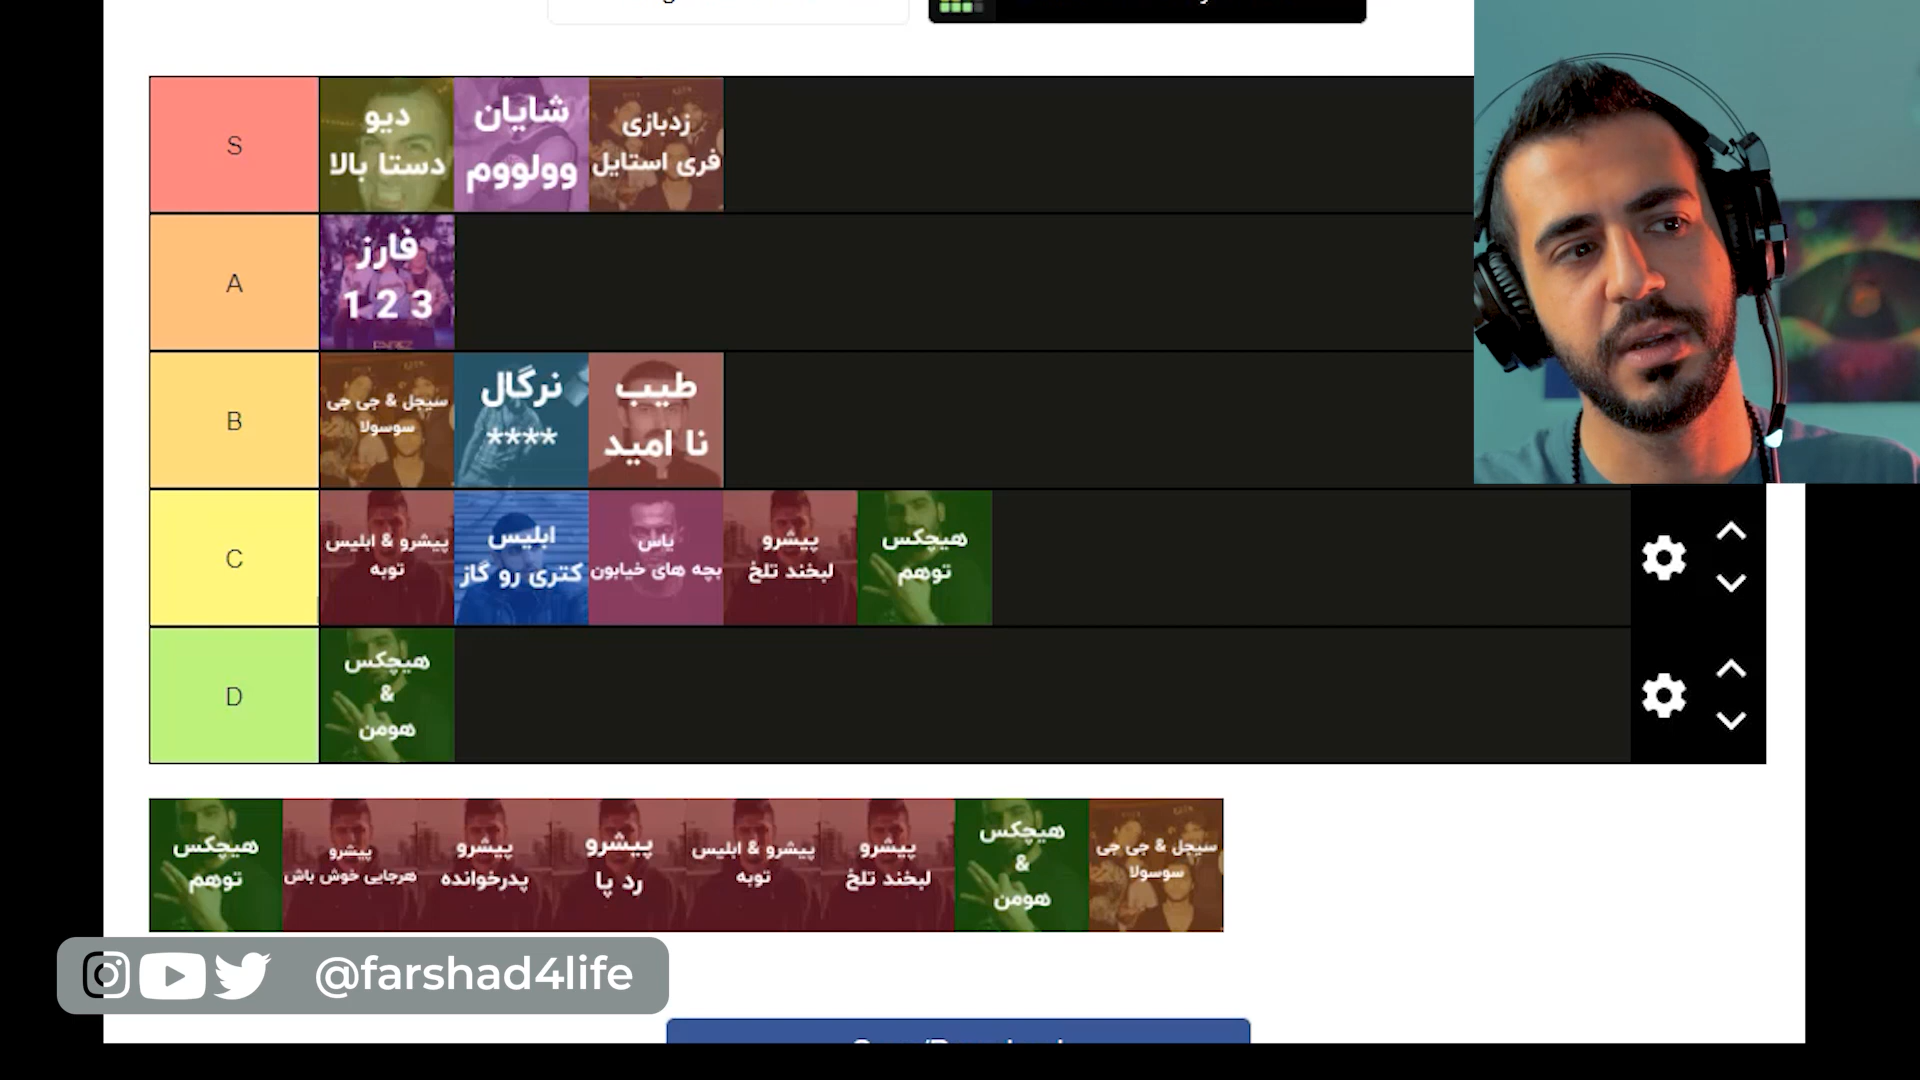 S
دیو
دستا بالا
شایان
وولووم
زدبازی
فری استایل
A
فارز
1 2 3
B
سیجل & جی جی
سوسولا
نرگال
****
طیب
نا امید
C
پیشرو & ابلیس
توبه
ابلیس
کتری رو گاز
یاس
بچه های خیابون
پیشرو
لبخند تلخ
هیچکس
توهم
D
هیچکس
&
هومن
هیچکس
توهم
پیشرو
هرجایی خوش باش
پیشرو
پدرخوانده
پیشرو
رد پا
پیشرو & ابلیس
توبه
پیشرو
لبخند تلخ
هیچکس
&
هومن
سیجل & جی جی
سوسولا
@farshad4life